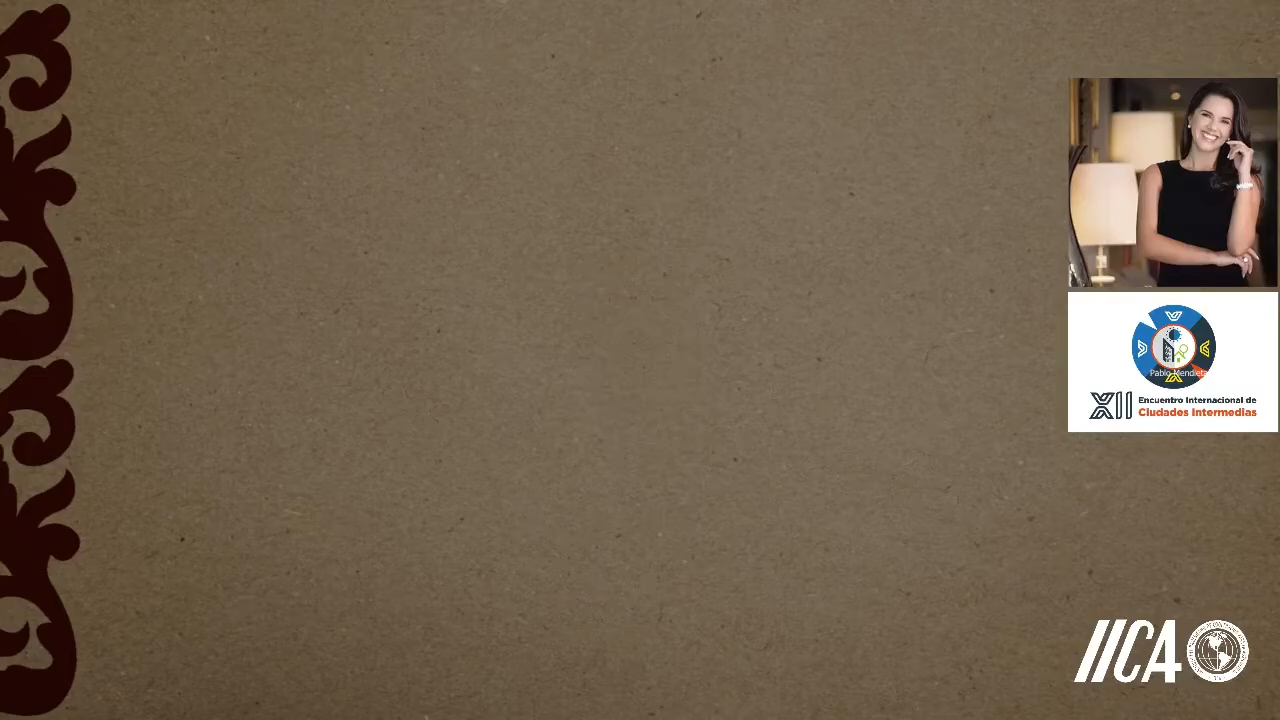 Pablo Mendieta
XII
Encuentro Internacional de
Ciudades Intermedias
IICA